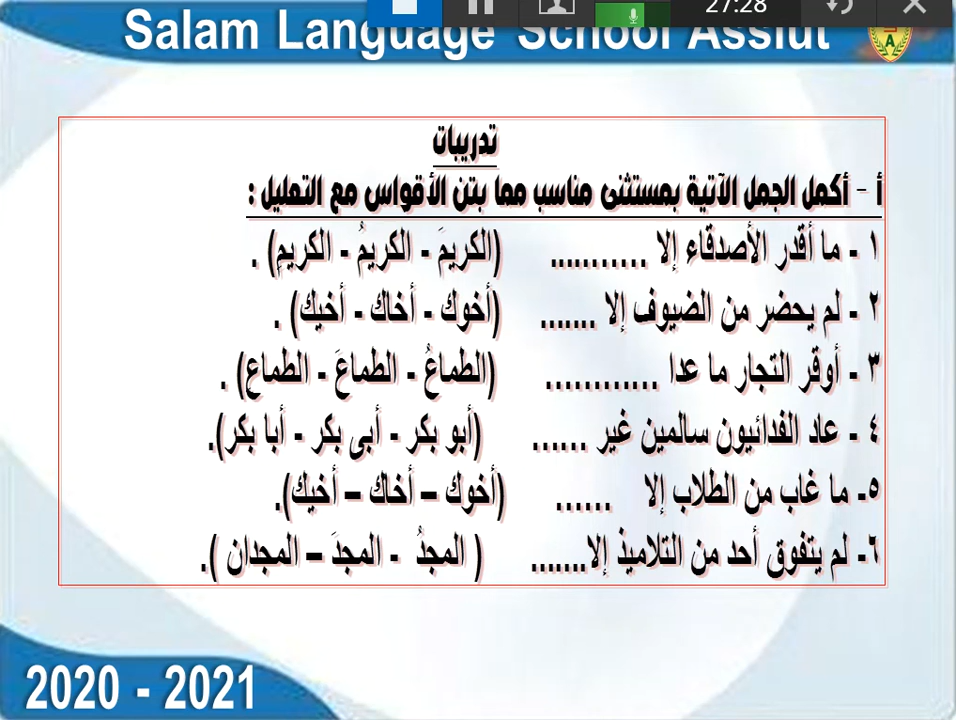 27:28
Salam Language School Assiut
A
تدريبات
أ - أكمل الجمل الآتية بمستثنى مناسب مما بتن الأقواس مع التعليل :
١ - ما أقدر الأصدقاء إلا ........... (الكريمَ - الكريمُ - الكريمِ) .
٢ - لم يحضر من الضيوف إلا ....... (أخوك - أخاك - أخيك) .
٣ - أوقر التجار ما عدا ............ (الطماعُ - الطماعَ - الطماعِ) .
٤ - عاد الفدائيون سالمين غير ...... (أبو بكر - أبى بكر - أبا بكر).
٥- ما غاب من الطلاب إلا ...... (أخوك – أخاك – أخيك).
٦- لم يتفوق أحد من التلاميذ إلا....... ( المجدُ - المجدَ – المجدان ).
2020 - 2021